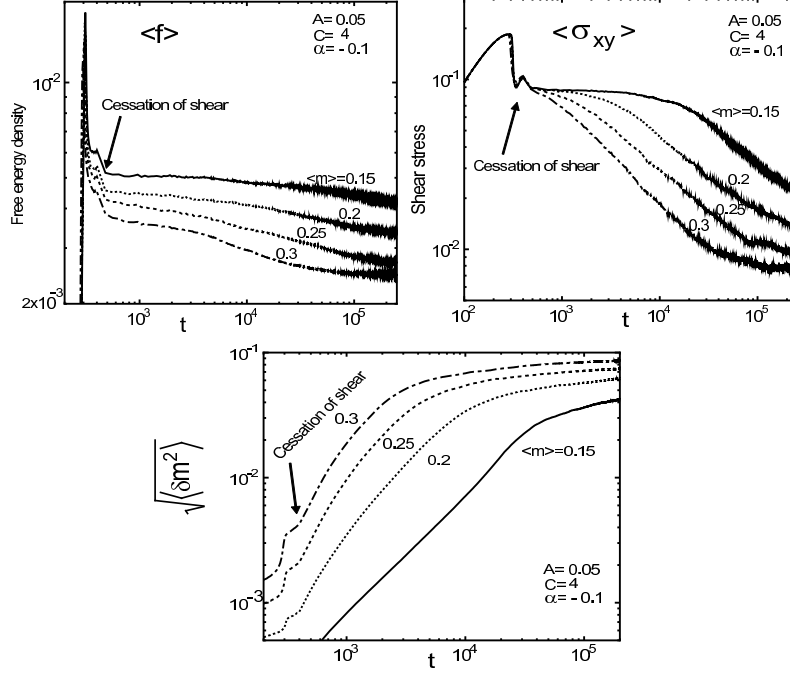 <f>
A= 0.05
C= 4
α= - 0.1
10⁻²
Cessation of shear
Free energy density
<m>=0.15
0.2
0.25
0.3
2x10⁻³
10³
10⁴
10⁵
t
<σxy>
A= 0.05
C= 4
α= - 0.1
10⁻¹
Shear stress
<m>=0.15
Cessation of shear
0.2
0.25
0.3
10⁻²
10²
10³
10⁴
10⁵
t
10⁻¹
Cessation of shear
0.3
0.25
0.2
<m>=0.15
10⁻²
√⟨δm²⟩
A= 0.05
C= 4
α= - 0.1
10⁻³
10³
10⁴
10⁵
t